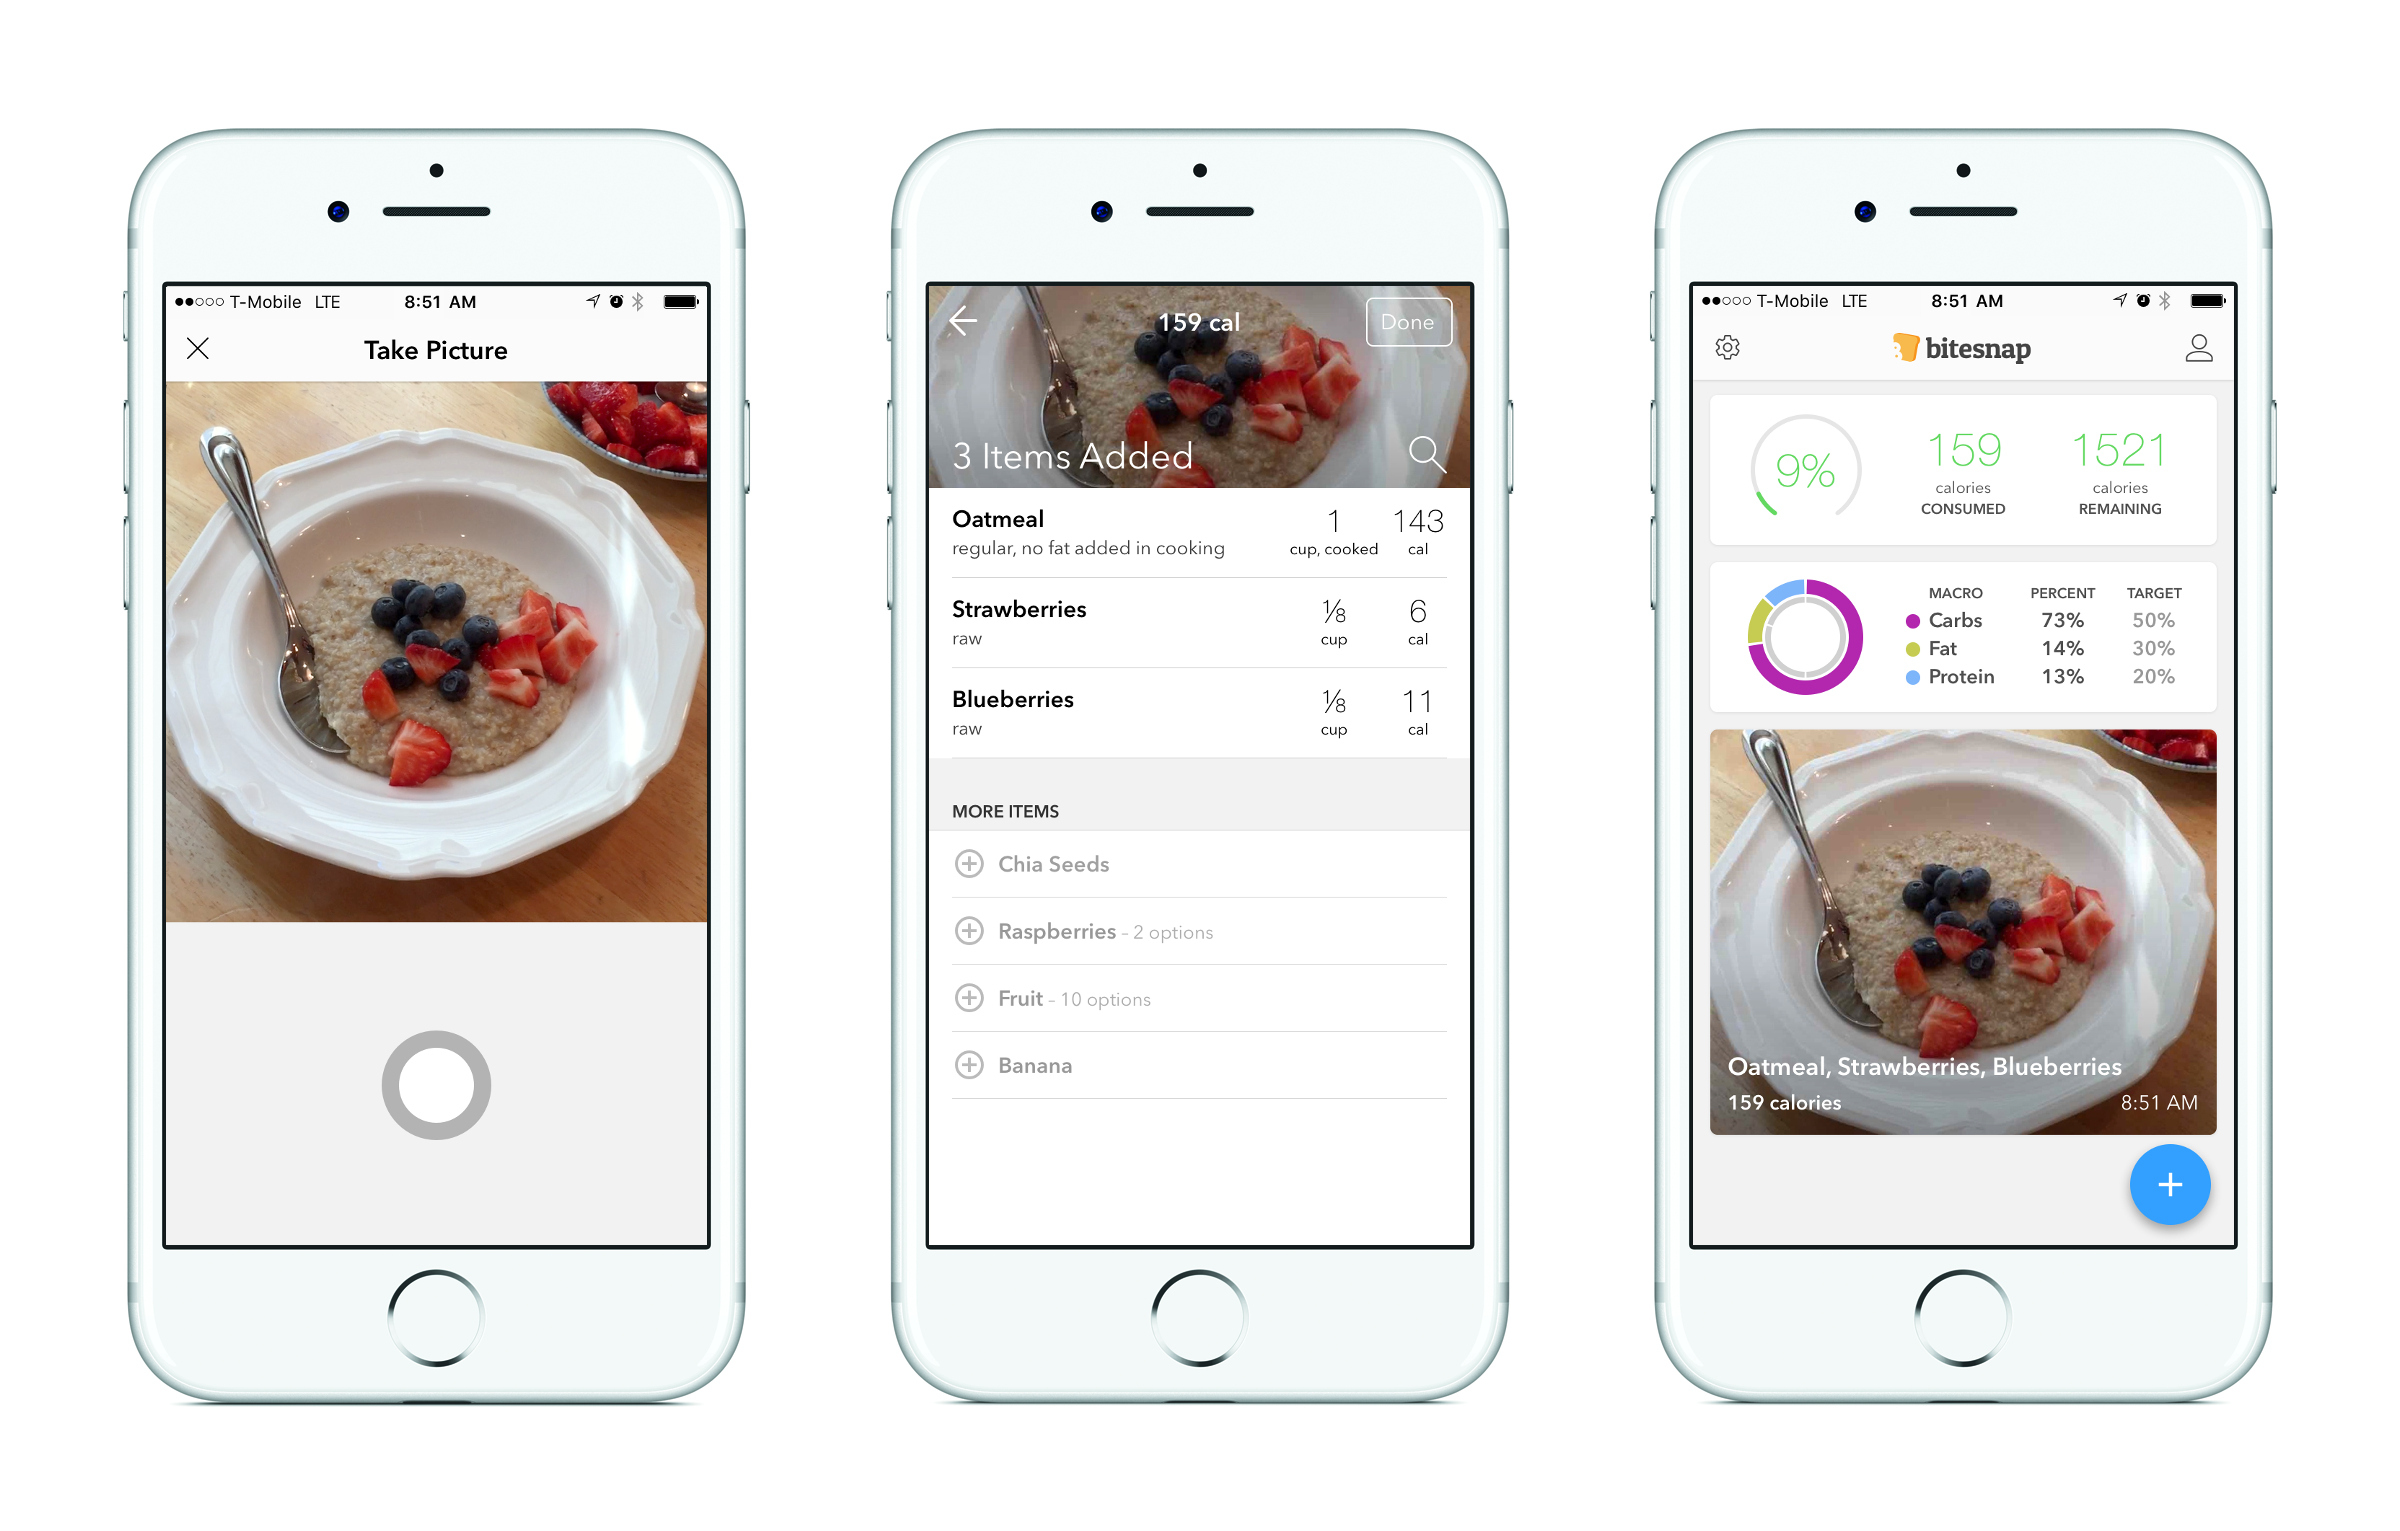 T-Mobile LTE 8:51 AM
Take Picture
159 cal
Done
3 Items Added
Oatmeal 1 143
regular, no fat added in cooking cup, cooked cal
Strawberries ⅛ 6
raw cup cal
Blueberries ⅛ 11
raw cup cal
MORE ITEMS
Chia Seeds
Raspberries – 2 options
Fruit – 10 options
Banana
T-Mobile LTE 8:51 AM
bitesnap
9% 159 1521
calories calories
CONSUMED REMAINING
MACRO PERCENT TARGET
Carbs 73% 50%
Fat 14% 30%
Protein 13% 20%
Oatmeal, Strawberries, Blueberries
159 calories 8:51 AM